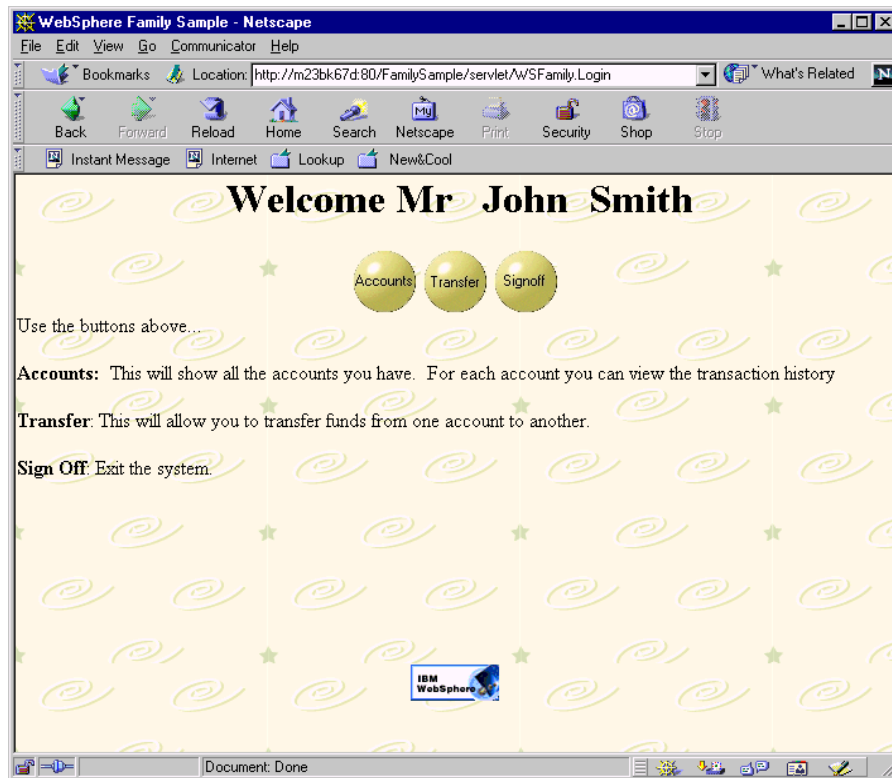 WebSphere Family Sample - Netscape
File Edit View Go Communicator Help
Bookmarks Location: http://m23bk67d:80/FamilySample/servlet/WSFamily.Login What's Related N
Back Forward Reload Home Search Netscape Print Security Shop Stop
My
Instant Message Internet Lookup New&Cool
Welcome Mr John Smith
Accounts Transfer Signoff
Use the buttons above...
Accounts: This will show all the accounts you have. For each account you can view the transaction history
Transfer: This will allow you to transfer funds from one account to another.
Sign Off: Exit the system.
IBM
WebSphere
Document: Done